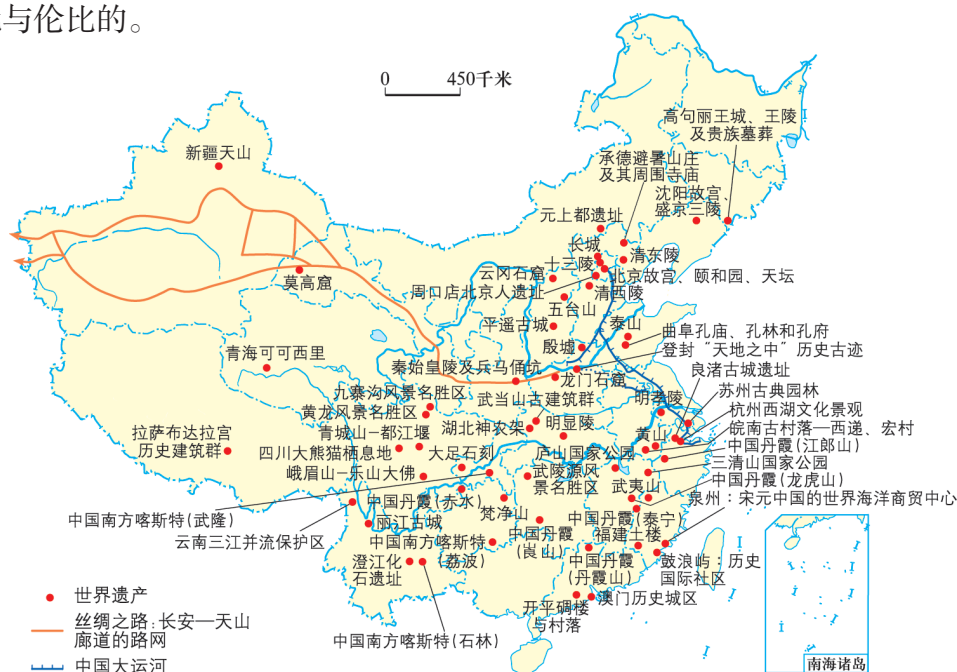 与伦比的。
0 450千米
高句丽王城、王陵
及贵族墓葬
新疆天山
承德避暑山庄
及其周围寺庙
沈阳故宫、
盛京三陵
元上都遗址
长城
清东陵
十三陵
云冈石窟
北京故宫、颐和园、天坛
莫高窟
周口店北京人遗址
清西陵
五台山
平遥古城
泰山
曲阜孔庙、孔林和孔府
殷墟
登封“天地之中”历史古迹
青海可可西里
秦始皇陵及兵马俑坑
龙门石窟
良渚古城遗址
九寨沟风景名胜区
苏州古典园林
武当山古建筑群
明孝陵
黄龙风景名胜区
杭州西湖文化景观
湖北神农架
明显陵
皖南古村落—西递、宏村
青城山—都江堰
黄山
拉萨布达拉宫
历史建筑群
中国丹霞(江郎山)
四川大熊猫栖息地
大足石刻
庐山国家公园
三清山国家公园
峨眉山—乐山大佛
武陵源风
景名胜区
武夷山
中国丹霞(龙虎山)
中国丹霞(赤水)
泉州：宋元中国的世界海洋商贸中心
梵净山
中国南方喀斯特(武隆)
丽江古城
中国丹霞(泰宁)
云南三江并流保护区
中国南方喀斯特
(荔波)
中国丹霞
(崀山)
福建土楼
澄江化
石遗址
中国丹霞
(丹霞山)
鼓浪屿：历史
国际社区
开平碉楼
与村落
澳门历史城区
中国南方喀斯特(石林)
世界遗产
丝绸之路：长安—天山
廊道的路网
中国大运河
南海诸岛